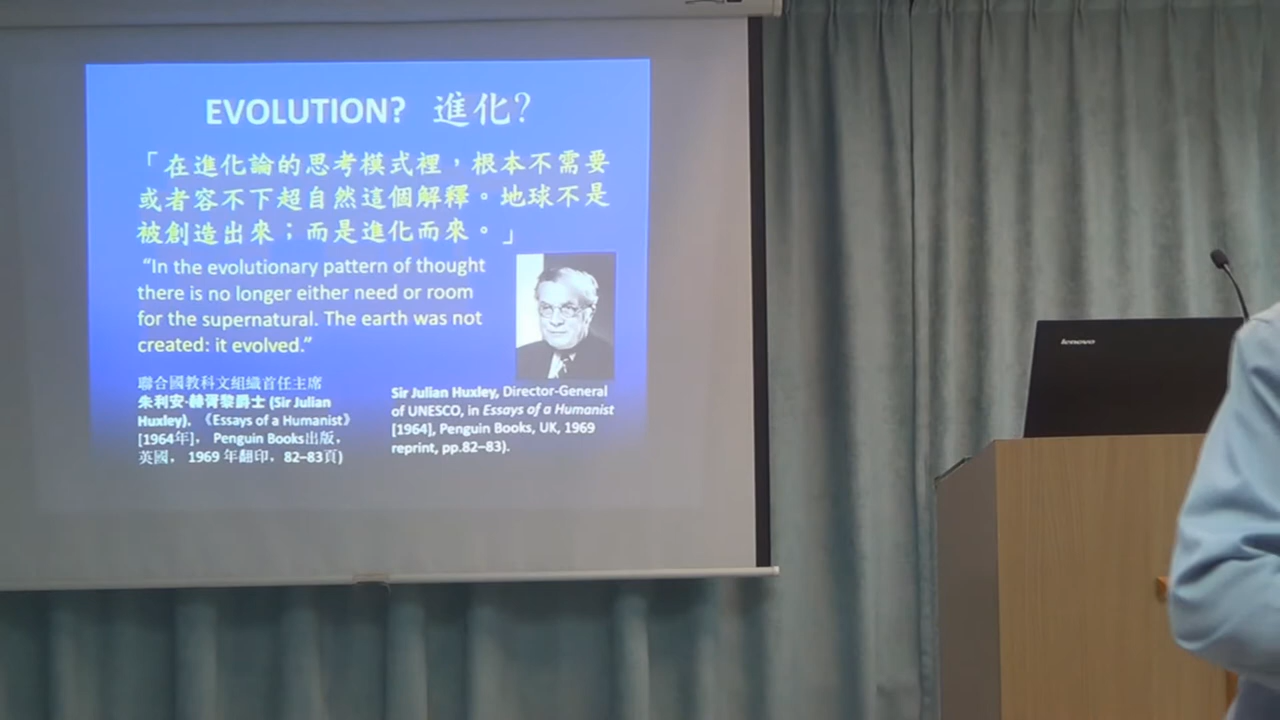 EVOLUTION? 進化?
「在進化論的思考模式裡，根本不需要
或者容不下超自然這個解釋。地球不是
被創造出來；而是進化而來。」
“In the evolutionary pattern of thought
there is no longer either need or room
for the supernatural. The earth was not
created: it evolved.”
聯合國教科文組織首任主席
朱利安·赫胥黎爵士 (Sir Julian
Huxley)，《Essays of a Humanist》
[1964年]， Penguin Books出版，
英國， 1969 年翻印，82–83頁)
Sir Julian Huxley, Director-General
of UNESCO, in Essays of a Humanist
[1964], Penguin Books, UK, 1969
reprint, pp.82–83).
lenovo